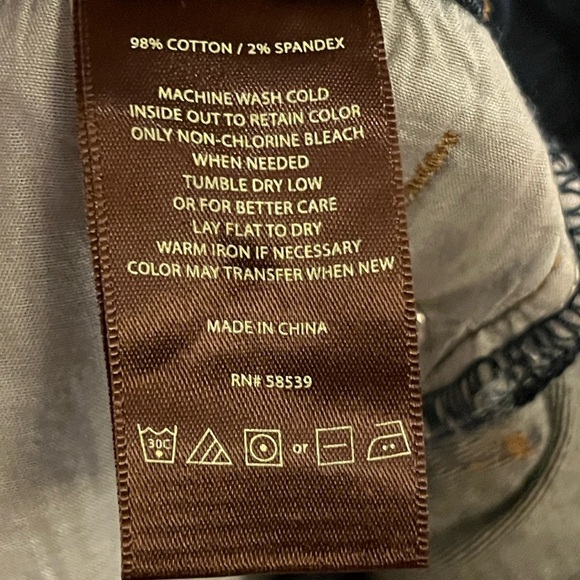 98% COTTON / 2% SPANDEX
MACHINE WASH COLD
INSIDE OUT TO RETAIN COLOR
ONLY NON-CHLORINE BLEACH
WHEN NEEDED
TUMBLE DRY LOW
OR FOR BETTER CARE
LAY FLAT TO DRY
WARM IRON IF NECESSARY
COLOR MAY TRANSFER WHEN NEW
MADE IN CHINA
RN# 58539
30C or